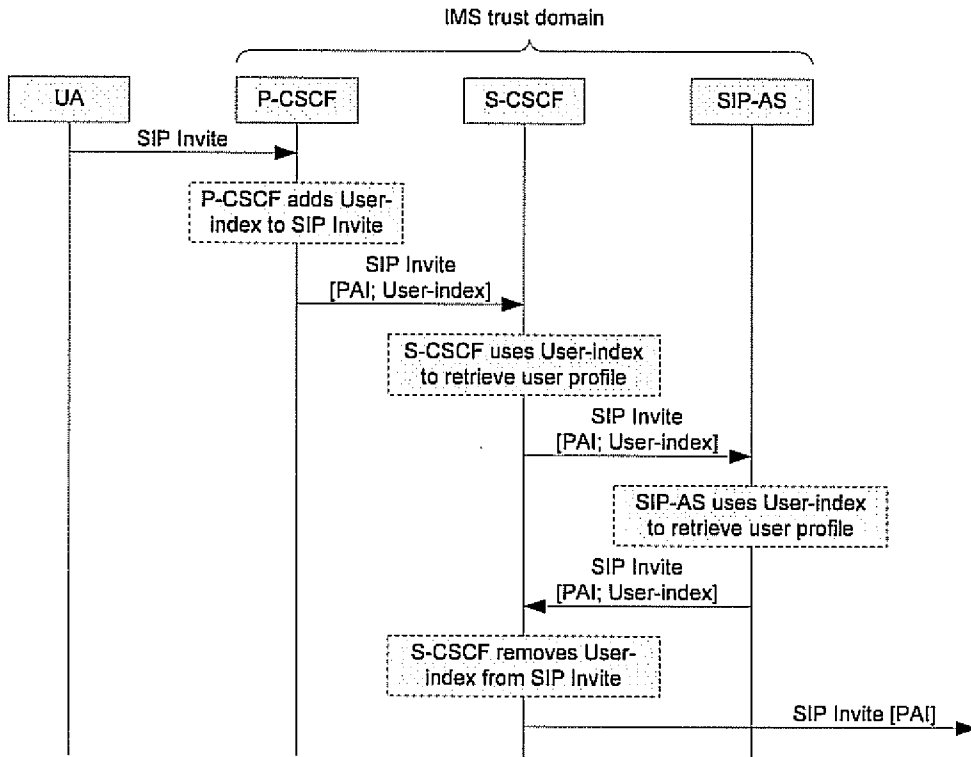 IMS trust domain
UA
P-CSCF
S-CSCF
SIP-AS
SIP Invite
P-CSCF adds User-
index to SIP Invite
SIP Invite
[PAI; User-index]
S-CSCF uses User-index
to retrieve user profile
SIP Invite
[PAI; User-index]
SIP-AS uses User-index
to retrieve user profile
SIP Invite
[PAI; User-index]
S-CSCF removes User-
index from SIP Invite
SIP Invite [PAI]